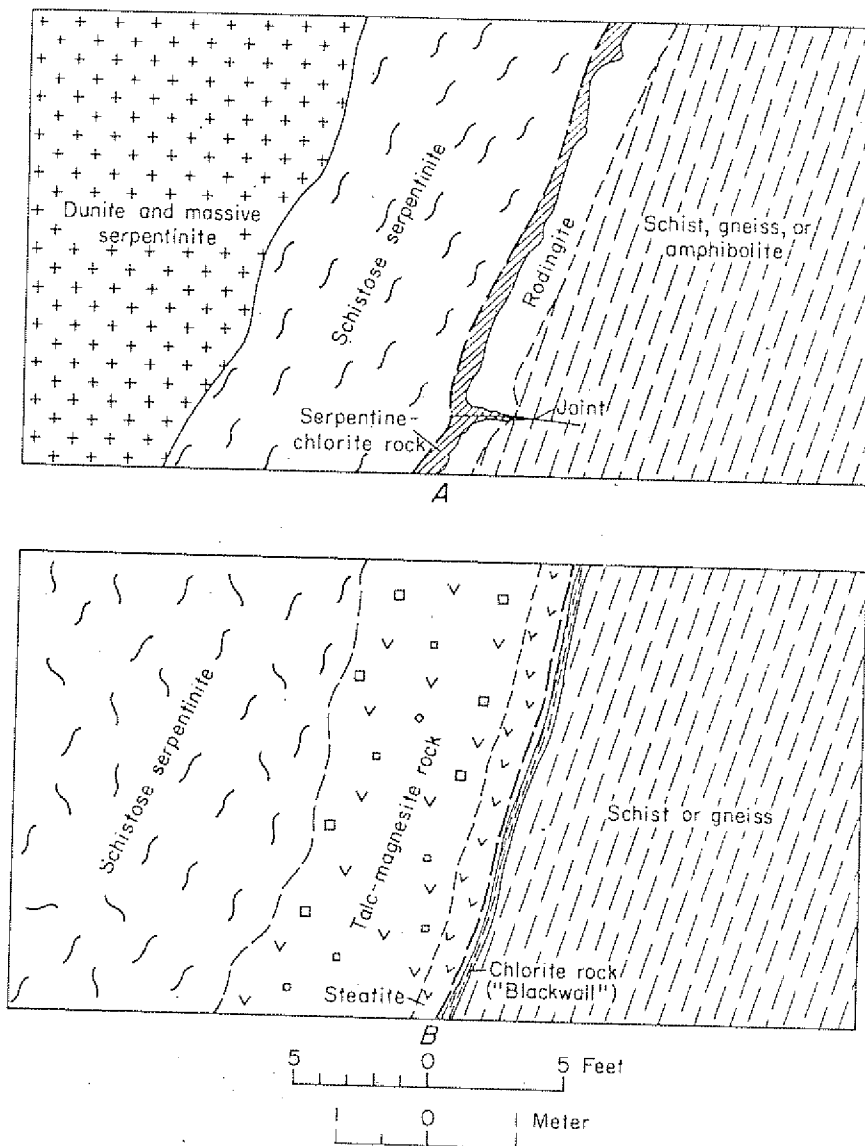 Dunite and massive
serpentinite
Schistose serpentinite
Rodingite
Schist, gneiss, or
amphibolite
Serpentine-
chlorite rock
Joint
A
Schistose serpentinite
Talc-magnesite rock
Schist or gneiss
Steatite
Chlorite rock
("Blackwall")
B
5 0 5 Feet
1 0 1 Meter